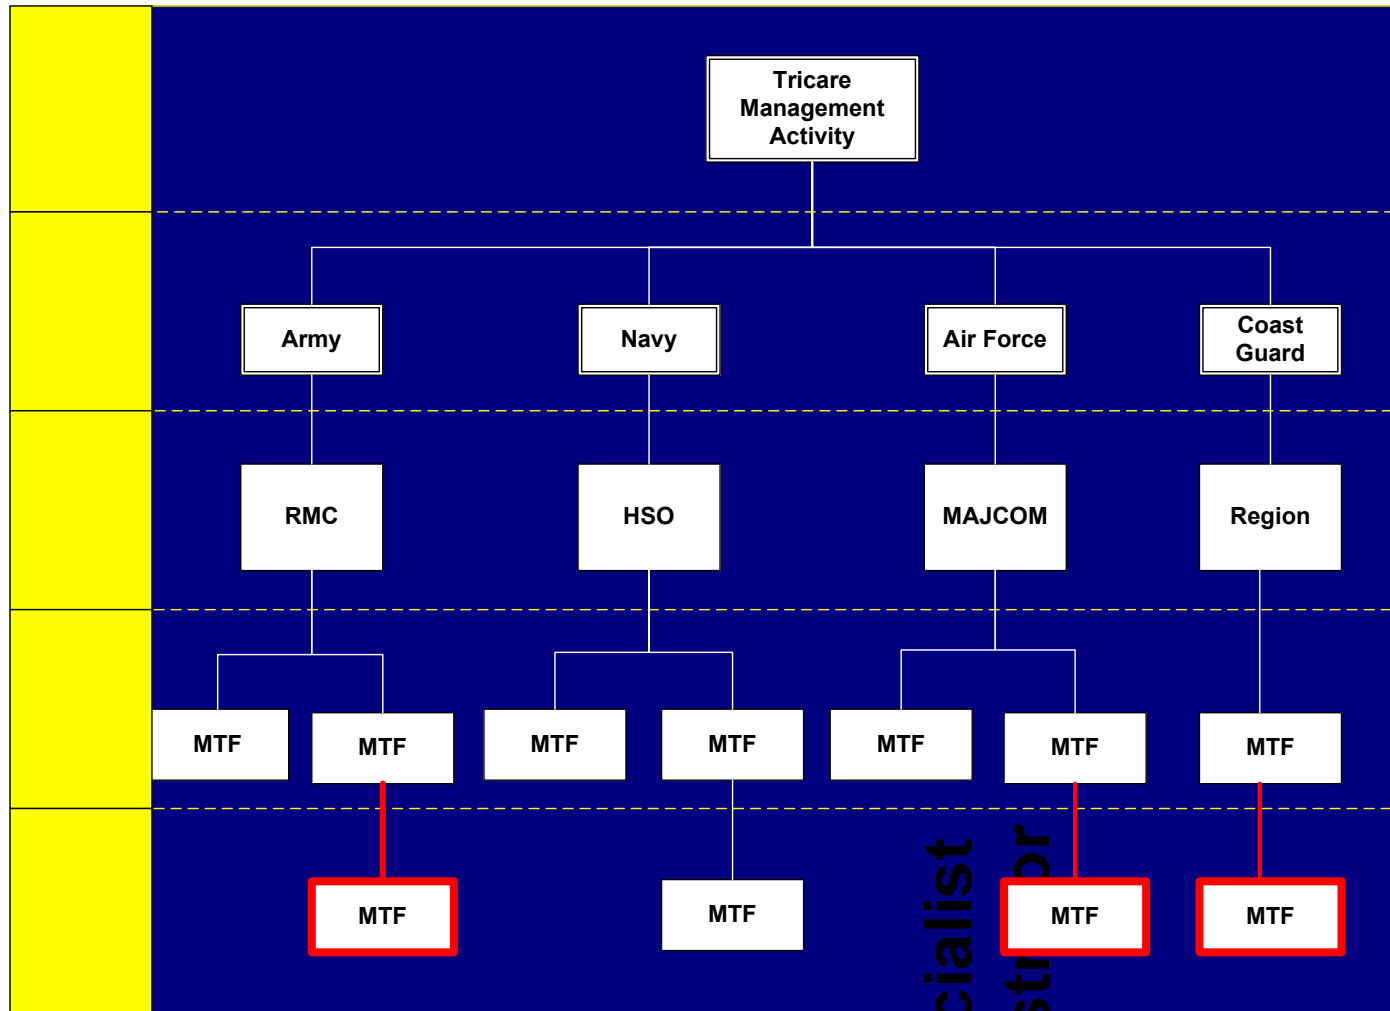 Tricare
Management
Activity
Army
Navy
Air Force
Coast
Guard
RMC
HSO
MAJCOM
Region
MTF
MTF
MTF
MTF
MTF
MTF
MTF
MTF
MTF
MTF
MTF